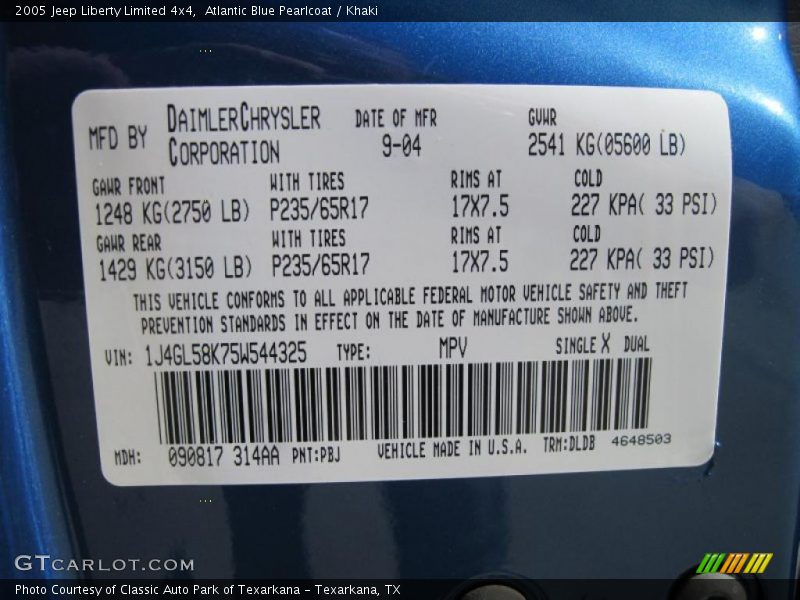 2005 Jeep Liberty Limited 4x4,  Atlantic Blue Pearlcoat / Khaki
MFD BY DAIMLERCHRYSLER CORPORATION DATE OF MFR 9-04 GVWR 2541 KG(05600 LB)
GAWR FRONT WITH TIRES RIMS AT COLD
1248 KG(2750 LB) P235/65R17 17X7.5 227 KPA( 33 PSI)
GAWR REAR WITH TIRES RIMS AT COLD
1429 KG(3150 LB) P235/65R17 17X7.5 227 KPA( 33 PSI)
THIS VEHICLE CONFORMS TO ALL APPLICABLE FEDERAL MOTOR VEHICLE SAFETY AND THEFT
PREVENTION STANDARDS IN EFFECT ON THE DATE OF MANUFACTURE SHOWN ABOVE.
VIN: 1J4GL58K75W544325 TYPE: MPV SINGLE X DUAL
MDH: 090817 314AA PNT:PBJ VEHICLE MADE IN U.S.A. TRM:DLDB 4648503
GTCARLOT.COM
Photo Courtesy of Classic Auto Park of Texarkana - Texarkana, TX